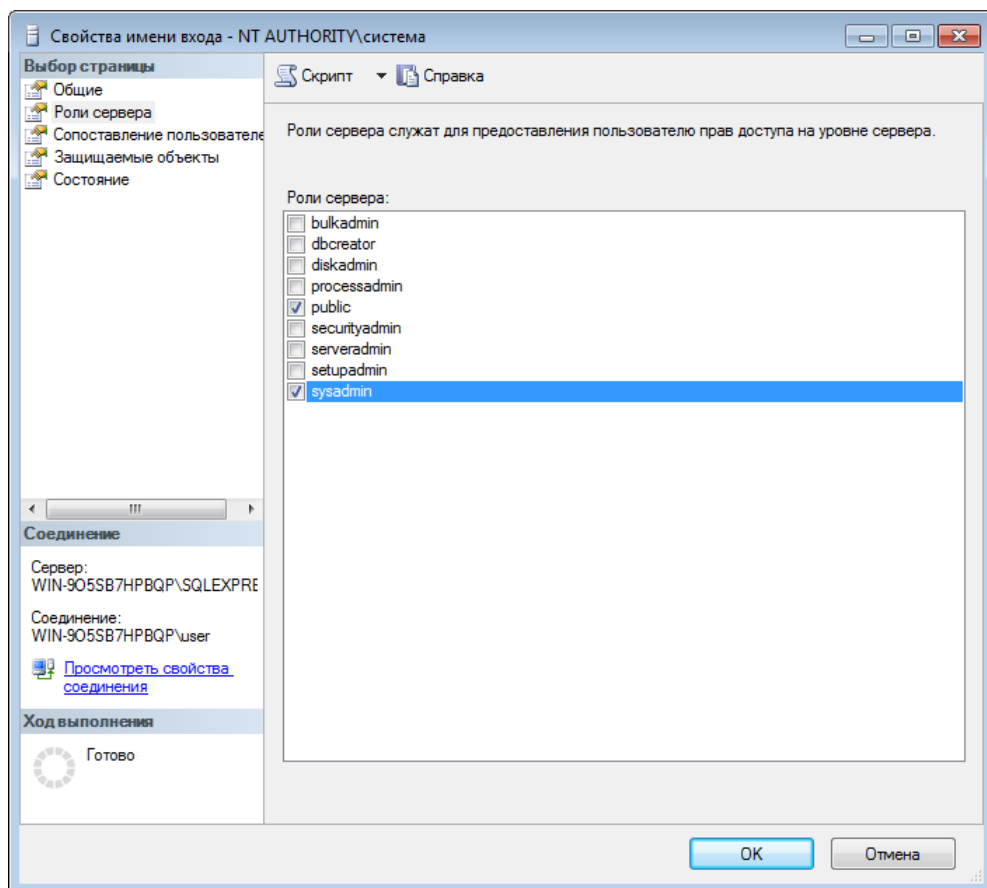 Свойства имени входа - NT AUTHORITY\система
Выбор страницы
Общие
Роли сервера
Сопоставление пользователе
Защищаемые объекты
Состояние
Скрипт
Справка
Роли сервера служат для предоставления пользователю прав доступа на уровне сервера.
Роли сервера:
bulkadmin
dbcreator
diskadmin
processadmin
public
securityadmin
serveradmin
setupadmin
sysadmin
Соединение
Сервер:
WIN-9O5SB7HPBQP\SQLEXPRE
Соединение:
WIN-9O5SB7HPBQP\user
Просмотреть свойства
соединения
Ход выполнения
Готово
OK
Отмена